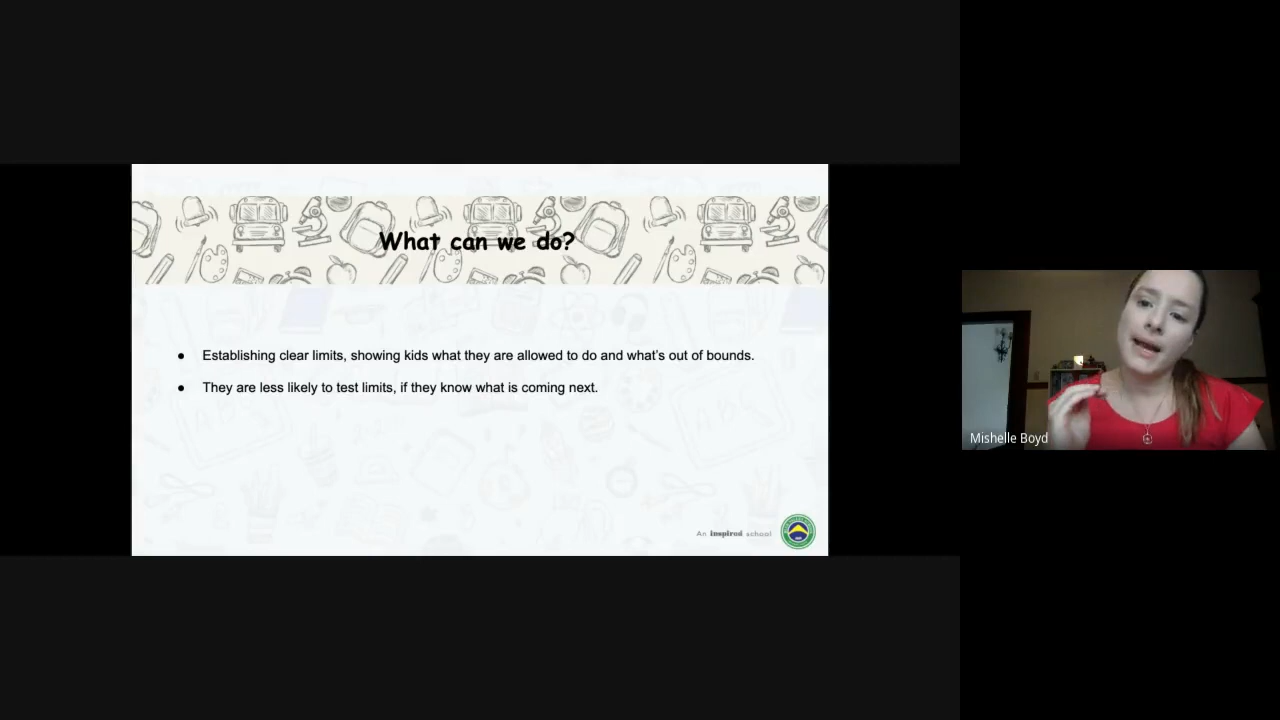 What can we do?
● Establishing clear limits, showing kids what they are allowed to do and what's out of bounds.
● They are less likely to test limits, if they know what is coming next.
An inspired school
Mishelle Boyd